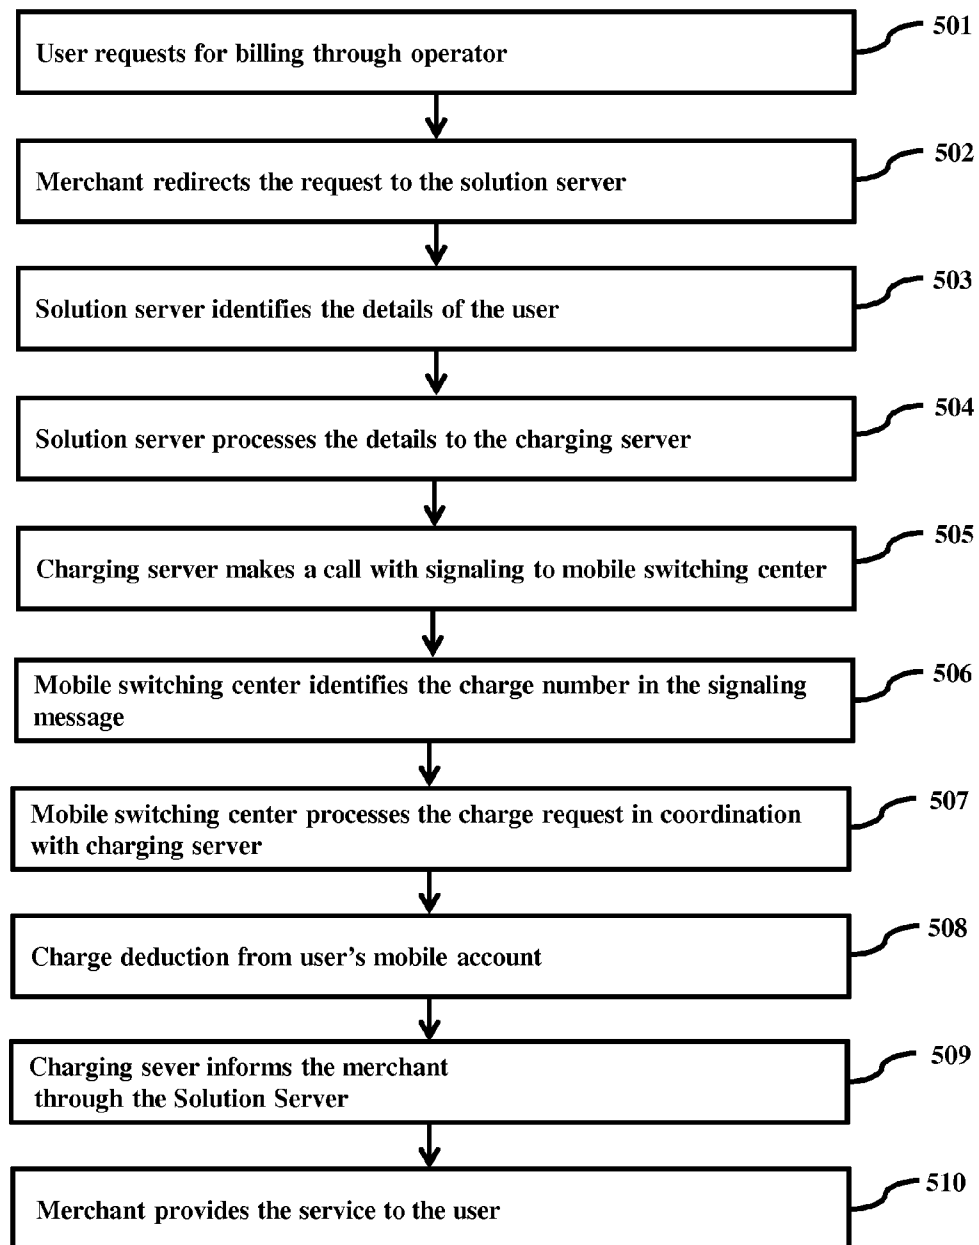 501
User requests for billing through operator
502
Merchant redirects the request to the solution server
503
Solution server identifies the details of the user
504
Solution server processes the details to the charging server
505
Charging server makes a call with signaling to mobile switching center
506
Mobile switching center identifies the charge number in the signaling
message
507
Mobile switching center processes the charge request in coordination
with charging server
508
Charge deduction from user’s mobile account
509
Charging sever informs the merchant
through the Solution Server
510
Merchant provides the service to the user